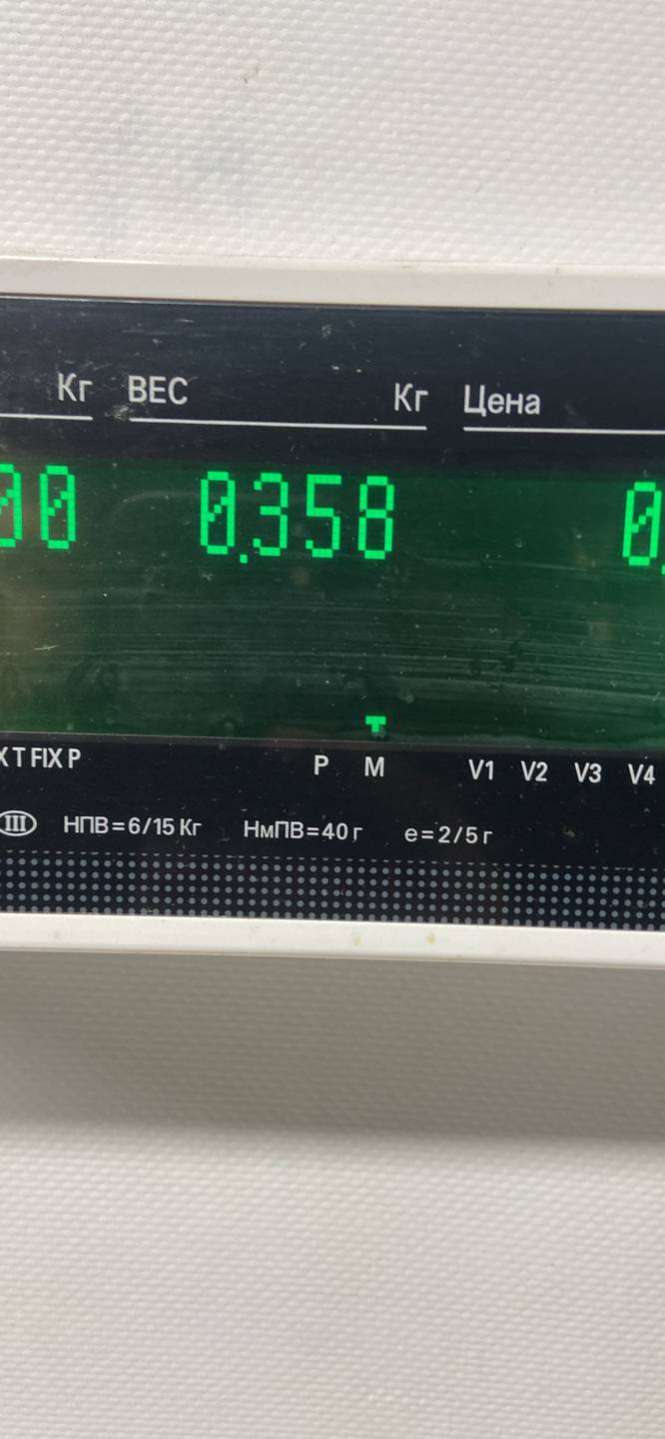 Кг ВЕС Кг Цена
00 0.358 0.
X T FIX P P M V1 V2 V3 V4
III НПВ=6/15 Кг НмПВ=40 г e=2/5 г